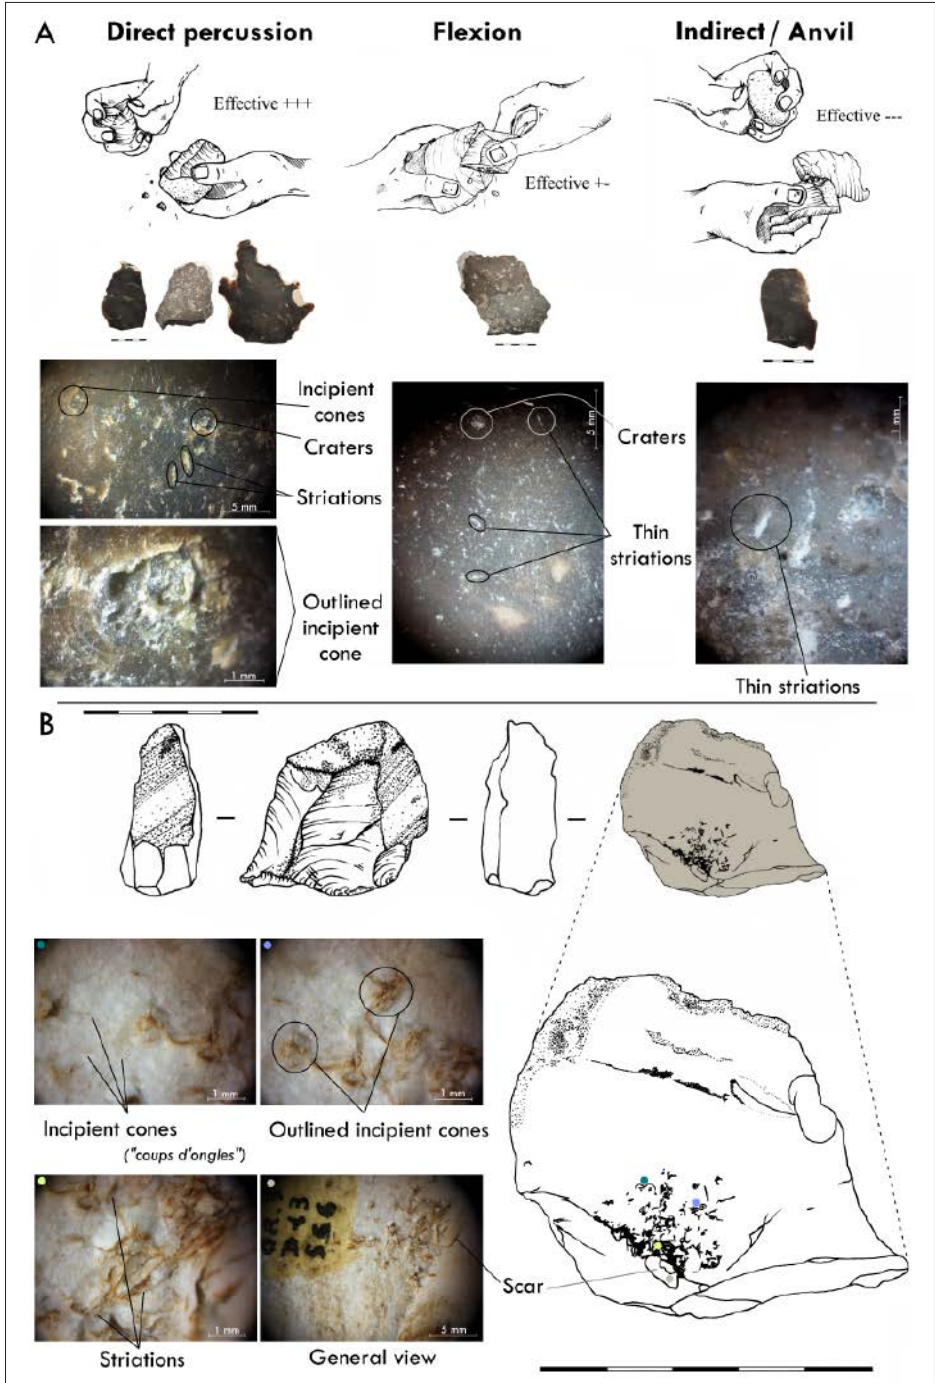 A
Direct percussion
Flexion
Indirect / Anvil
Effective +++
Effective +-
Effective ---
Incipient
cones
Craters
Striations
5 mm
Outlined
incipient
cone
1 mm
5 mm
Craters
Thin
striations
1 mm
Thin striations
B
1 mm
1 mm
Incipient cones
("coups d'ongles")
Outlined incipient cones
1 mm
5 mm
Scar
Striations
General view